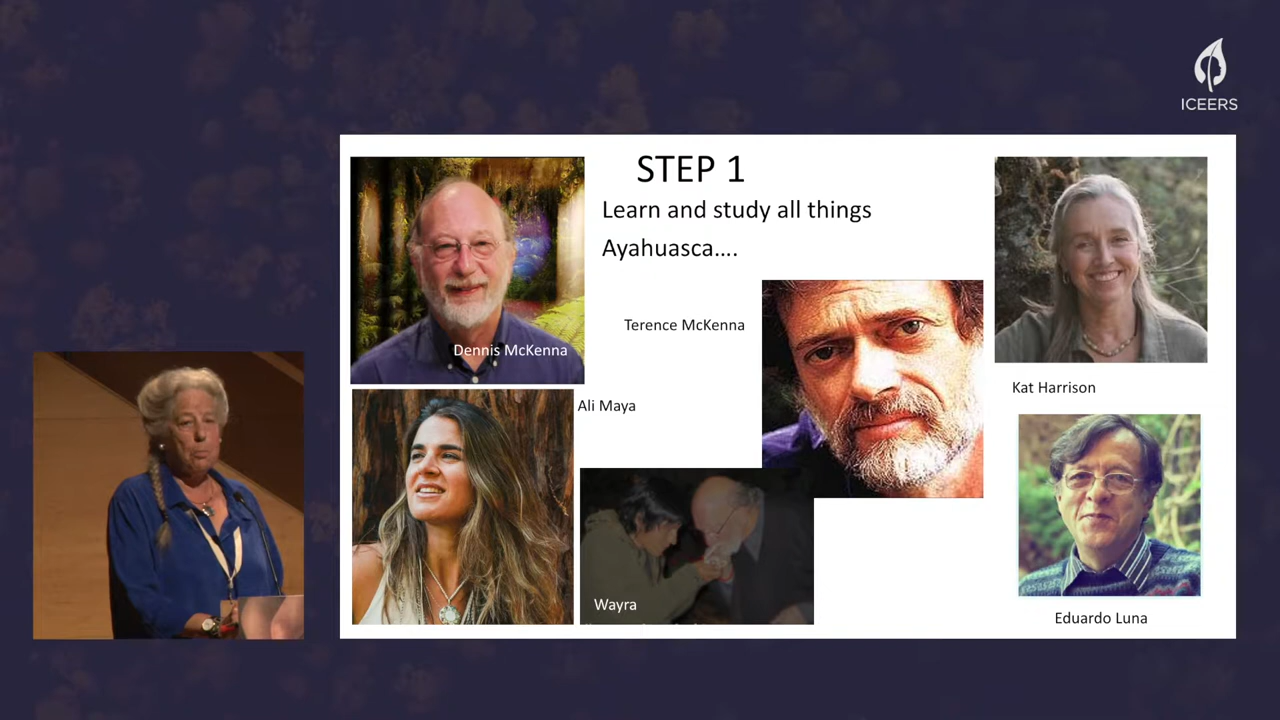 ICEERS
STEP 1
Learn and study all things
Ayahuasca....
Terence McKenna
Dennis McKenna
Kat Harrison
Ali Maya
Wayra
Eduardo Luna